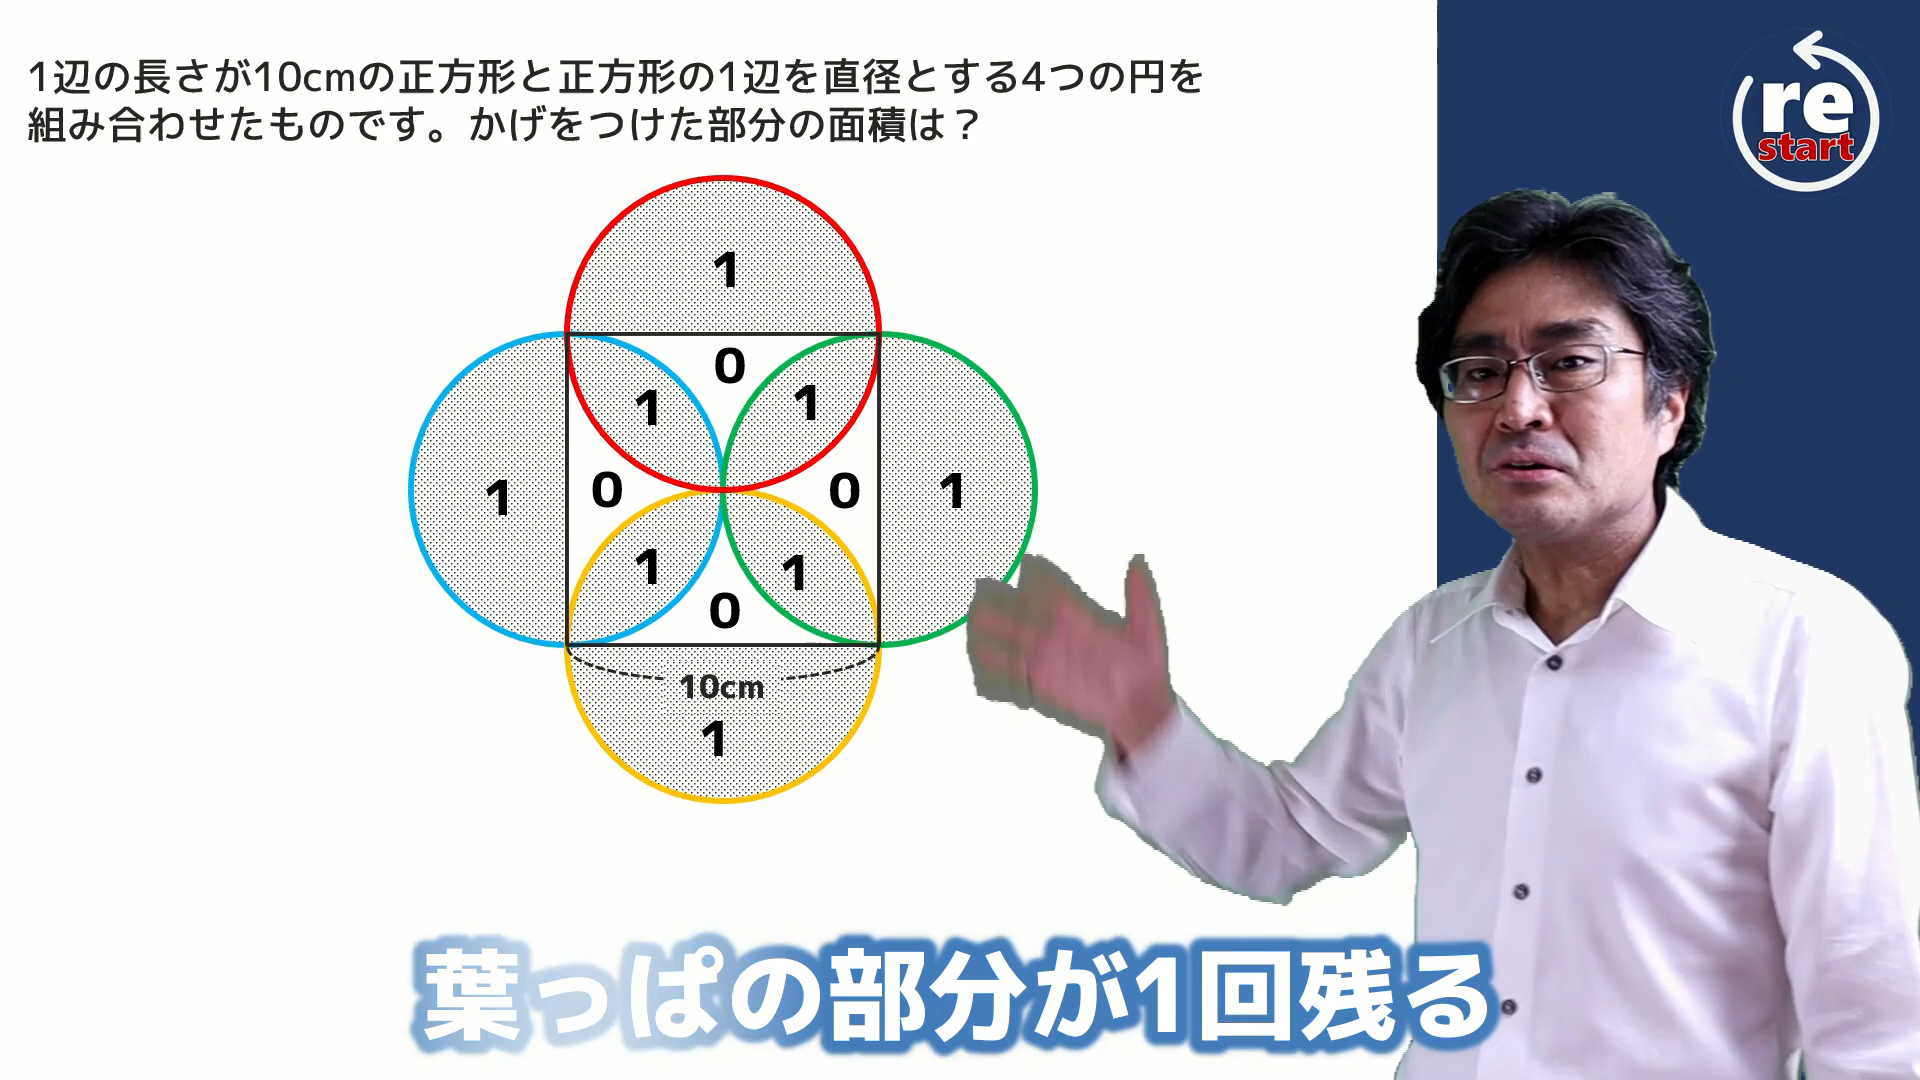 1辺の長さが10cmの正方形と正方形の1辺を直径とする4つの円を
組み合わせたものです。かげをつけた部分の面積は？
re
start
1
0
1
1
1
0
0
1
1
1
0
10cm
1
葉っぱの部分が1回残る